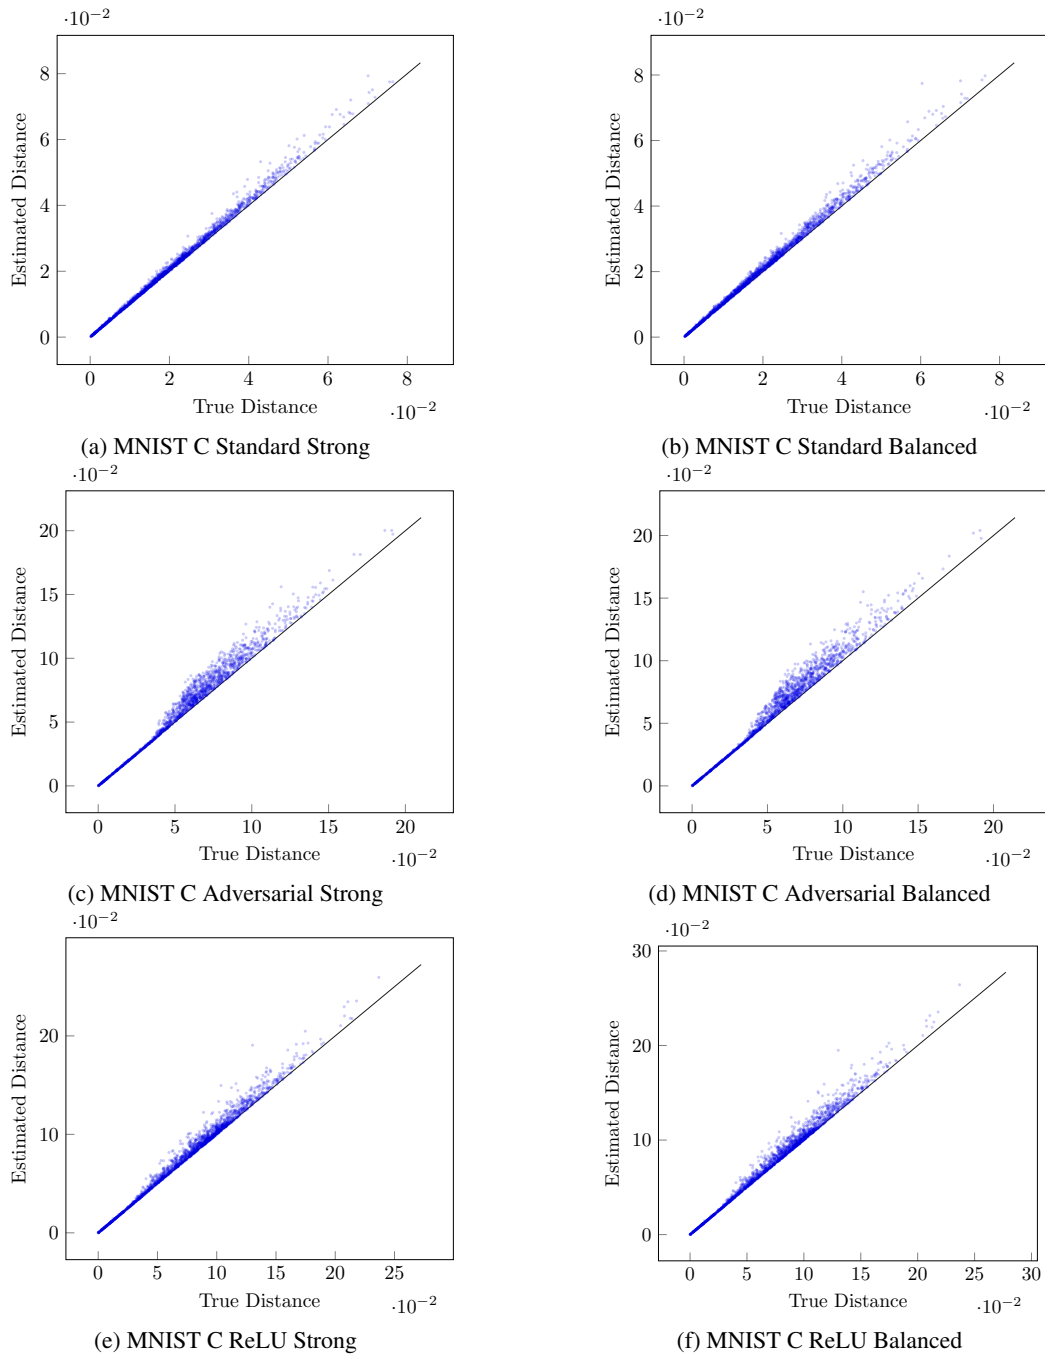 ·10−2
8
6
4
2
0
Estimated Distance
0 2 4 6 8
True Distance ·10−2
(a) MNIST C Standard Strong
·10−2
8
6
4
2
0
Estimated Distance
0 2 4 6 8
True Distance ·10−2
(b) MNIST C Standard Balanced
·10−2
20
15
10
5
0
Estimated Distance
0 5 10 15 20
True Distance ·10−2
(c) MNIST C Adversarial Strong
·10−2
20
15
10
5
0
Estimated Distance
0 5 10 15 20
True Distance ·10−2
(d) MNIST C Adversarial Balanced
·10−2
20
10
0
Estimated Distance
0 5 10 15 20 25
True Distance ·10−2
(e) MNIST C ReLU Strong
·10−2
30
20
10
0
Estimated Distance
0 5 10 15 20 25 30
True Distance ·10−2
(f) MNIST C ReLU Balanced